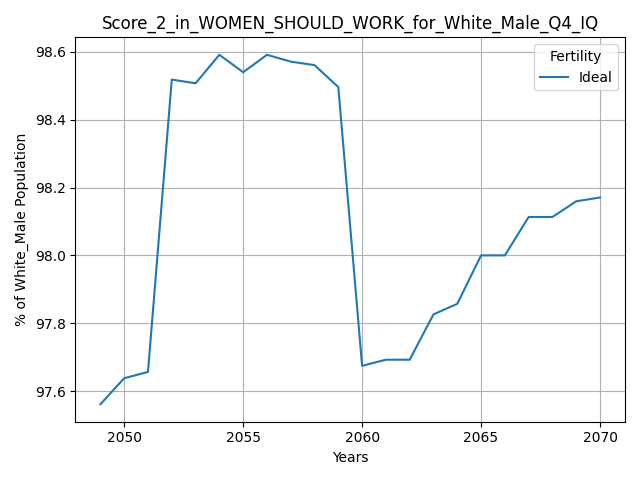 Score_2_in_WOMEN_SHOULD_WORK_for_White_Male_Q4_IQ
Fertility
Ideal
% of White_Male Population
98.6
98.4
98.2
98.0
97.8
97.6
2050 2055 2060 2065 2070
Years